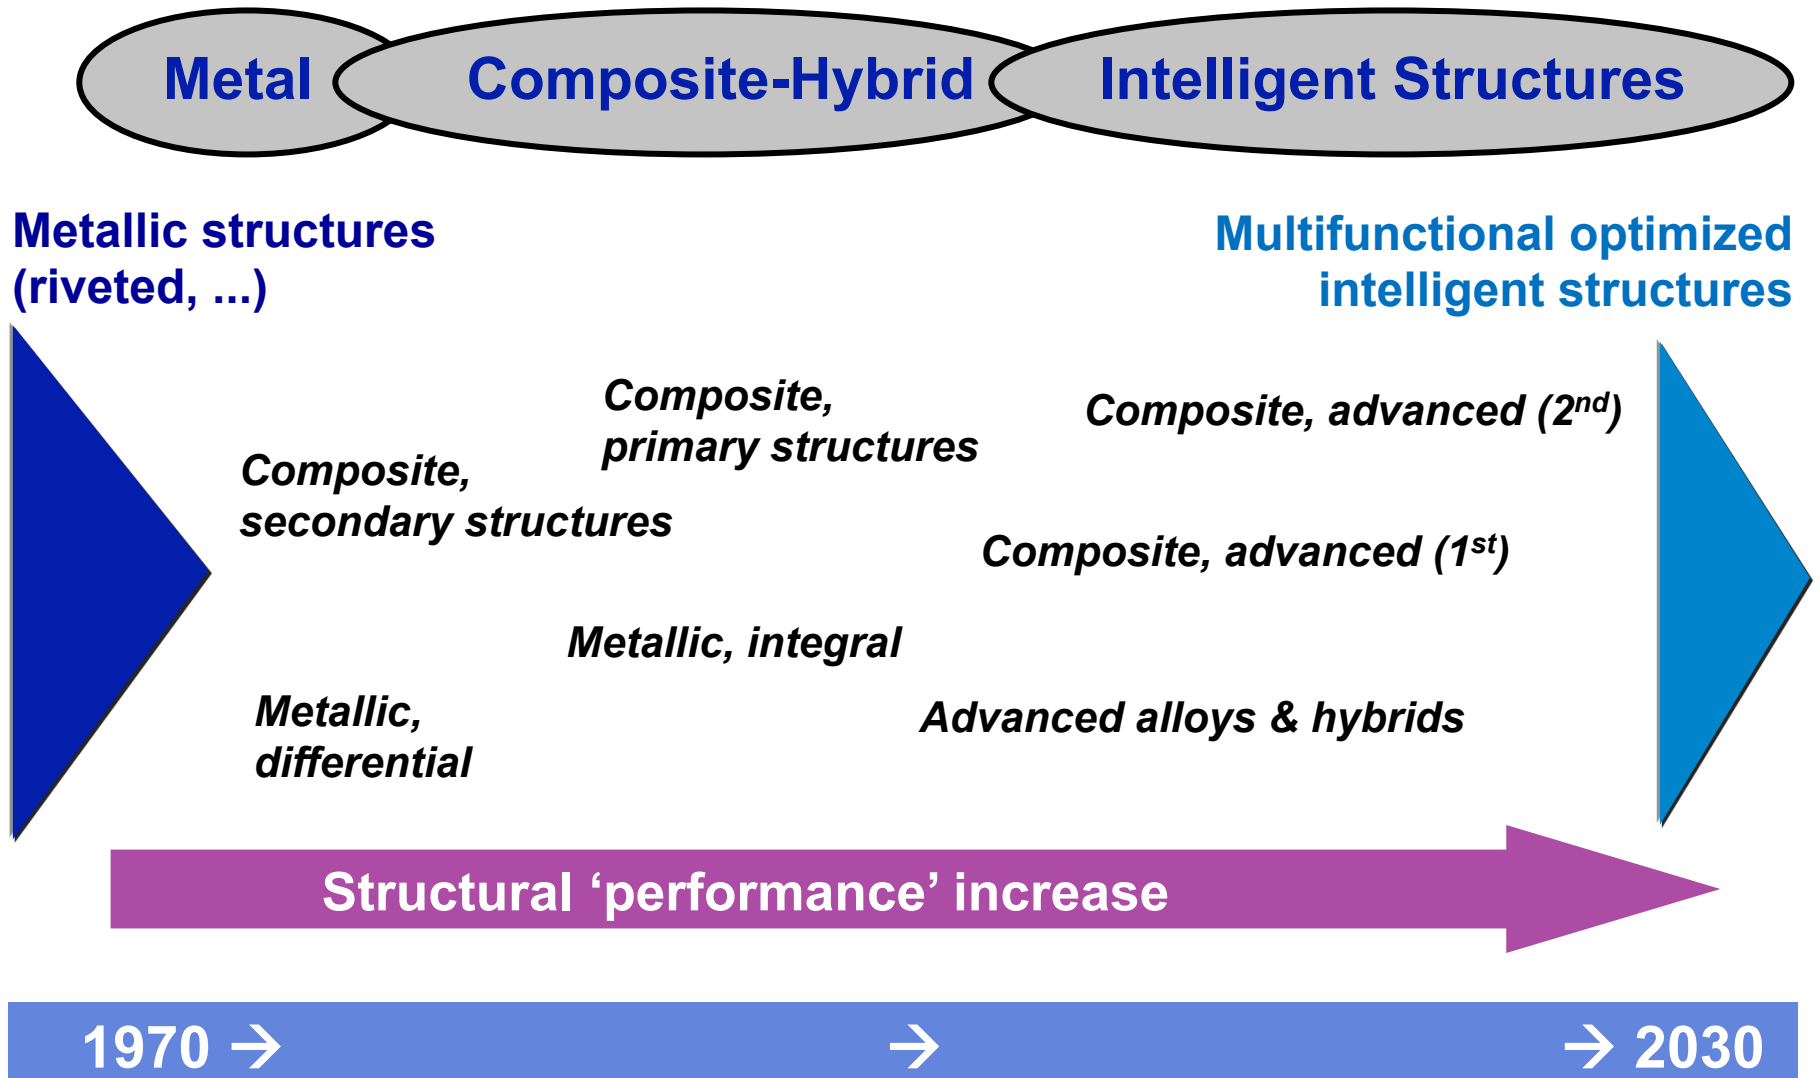 Metal
Composite-Hybrid
Intelligent Structures
Metallic structures
(riveted, ...)
Multifunctional optimized
intelligent structures
Composite,
primary structures
Composite, advanced (2nd)
Composite,
secondary structures
Composite, advanced (1st)
Metallic, integral
Metallic,
differential
Advanced alloys & hybrids
Structural ‘performance’ increase
1970 → → → 2030